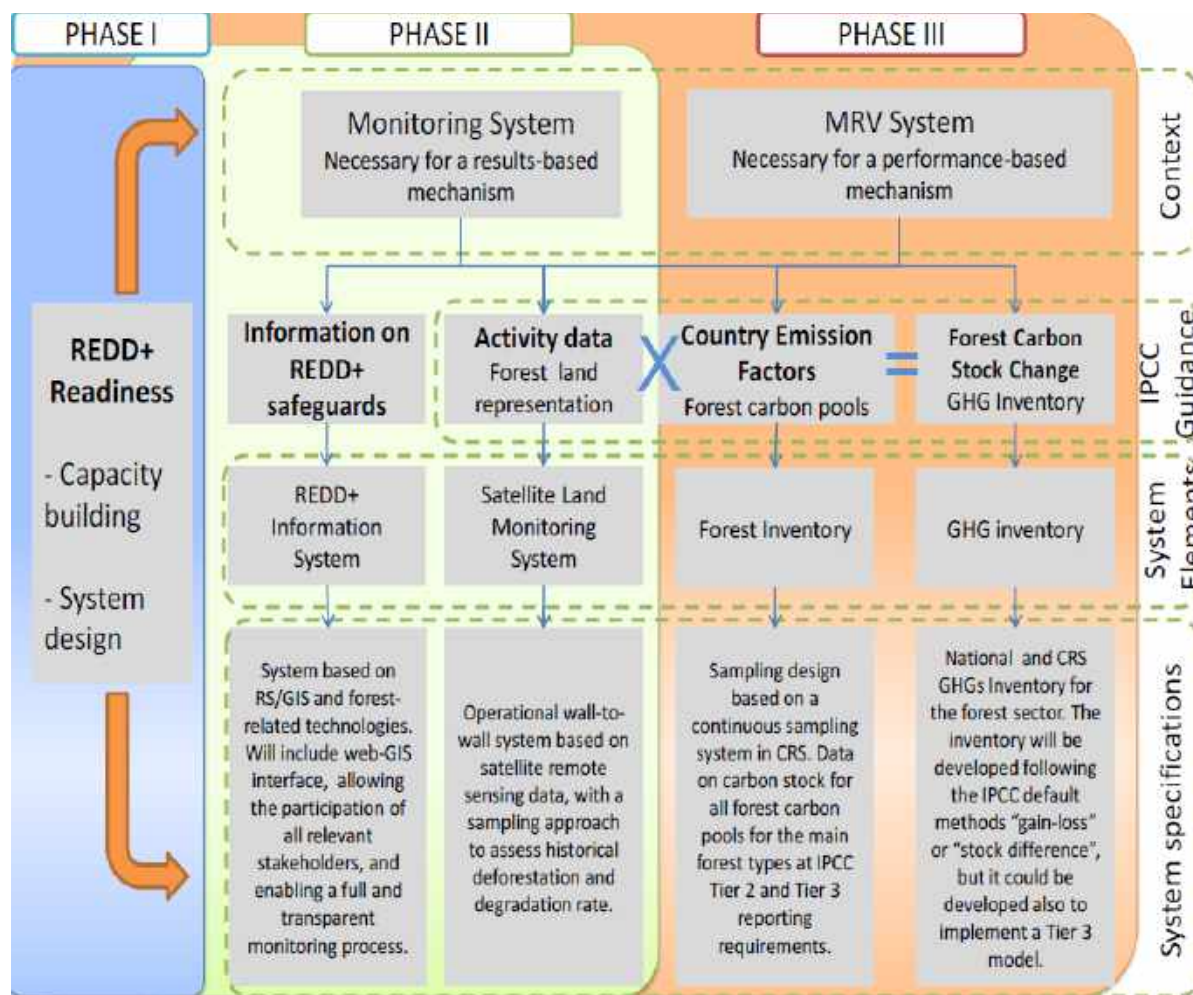 PHASE I
PHASE II
PHASE III
Monitoring System
Necessary for a results-based
mechanism
MRV System
Necessary for a performance-based
mechanism
Context
REDD+
Readiness
- Capacity
building
- System
design
Information on
REDD+
safeguards
Activity data
Forest land
representation
X
Country Emission
Factors
Forest carbon pools
=
Forest Carbon
Stock Change
GHG Inventory
IPCC
Guidance
REDD+
Information
System
Satellite Land
Monitoring
System
Forest Inventory
GHG inventory
System
Elements
System based on
RS/GIS and forest-
related technologies.
Will include web-GIS
interface, allowing
the participation of
all relevant
stakeholders, and
enabling a full and
transparent
monitoring process.
Operational wall-to-
wall system based on
satellite remote
sensing data, with a
sampling approach
to assess historical
deforestation and
degradation rate.
Sampling design
based on a
continuous sampling
system in CRS. Data
on carbon stock for
all forest carbon
pools for the main
forest types at IPCC
Tier 2 and Tier 3
reporting
requirements.
National and CRS
GHGs Inventory for
the forest sector. The
inventory will be
developed following
the IPCC default
methods “gain-loss”
or “stock difference”,
but it could be
developed also to
implement a Tier 3
model.
System specifications